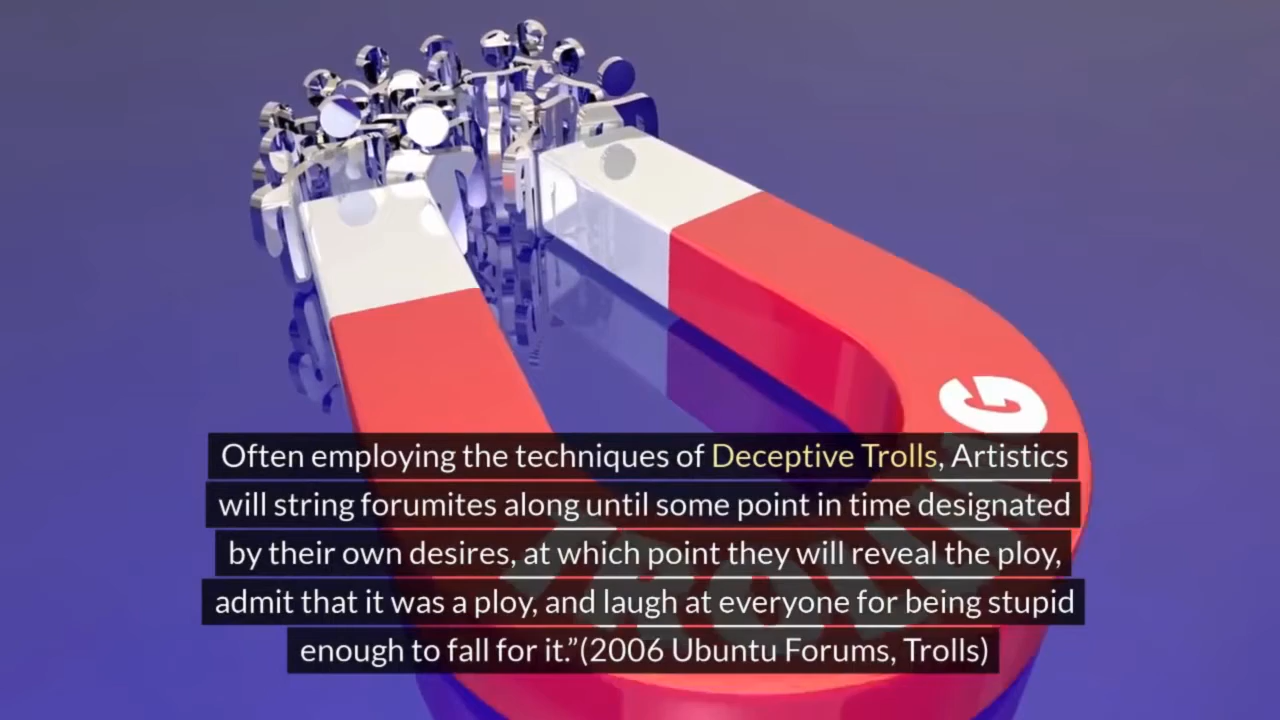 Often employing the techniques of Deceptive Trolls, Artistics
will string forumites along until some point in time designated
by their own desires, at which point they will reveal the ploy,
admit that it was a ploy, and laugh at everyone for being stupid
enough to fall for it.”(2006 Ubuntu Forums, Trolls)
TROLLING